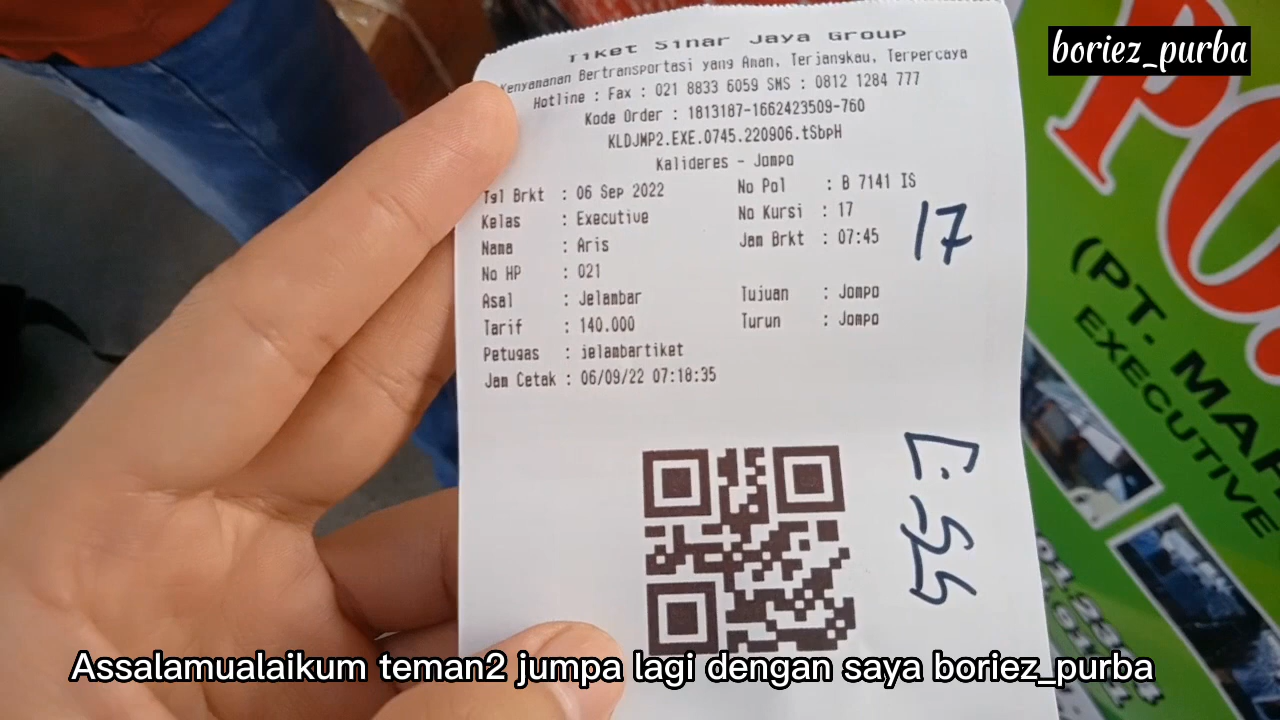 boriez_purba
Tiket Sinar Jaya Group
Kenyamanan Bertransportasi yang Aman, Terjangkau, Terpercaya
Hotline : Fax : 021 8833 6059 SMS : 0812 1284 777
Kode Order : 1813187-1662423509-760
KLDJMP2.EXE.0745.220906.tSbpH
Kalideres - Jompo
Tgl Brkt : 06 Sep 2022 No Pol : B 7141 IS
Kelas : Executive No Kursi : 17
Nama : Aris Jam Brkt : 07:45
17
No HP : 021
Asal : Jelambar Tujuan : Jompo
Tarif : 140.000 Turun : Jompo
Petugas : jelambartiket
Jam Cetak : 06/09/22 07:18:35
PO.
(PT. MAR
EXECUTIVE
Assalamualaikum teman2 jumpa lagi dengan saya boriez_purba